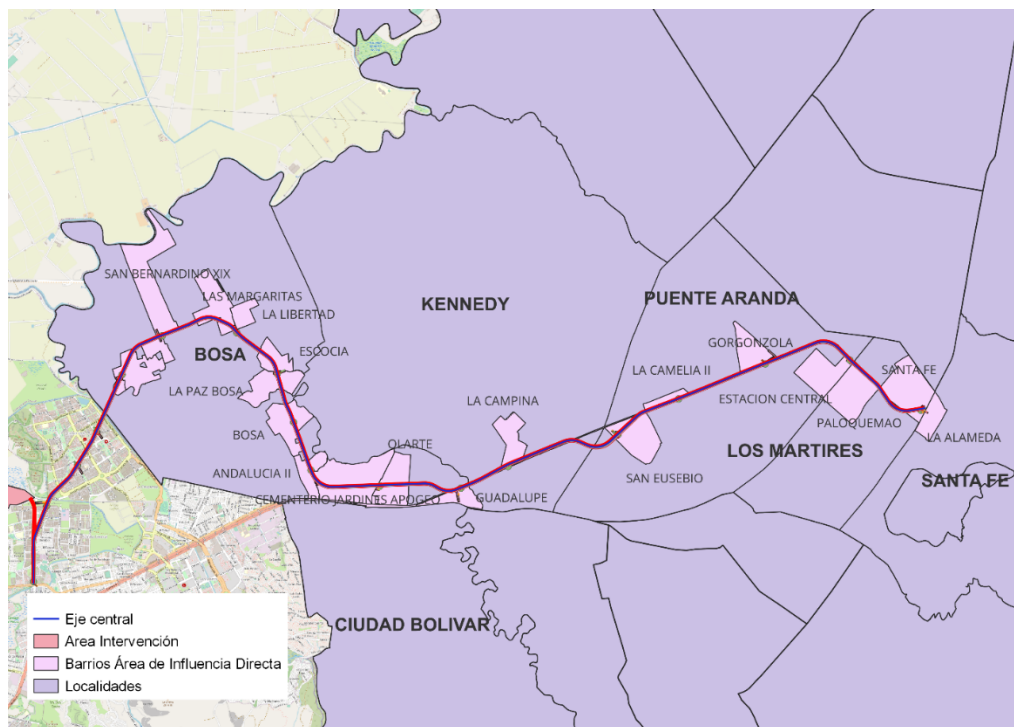 SAN BERNARDINO XIX
LAS MARGARITAS
LA LIBERTAD
KENNEDY
PUENTE ARANDA
BOSA
ESCOCIA
GORGONZOLA
LA PAZ BOSA
LA CAMELIA II
SANTA FE
LA CAMPINA
ESTACION CENTRAL
BOSA
OLARTE
PALOQUEMAO
LA ALAMEDA
ANDALUCIA II
LOS MARTIRES
CEMENTERIO JARDINES APOGEO
GUADALUPE
SAN EUSEBIO
SANTA FE
CIUDAD BOLIVAR
Eje central
Area Intervención
Barrios Área de Influencia Directa
Localidades